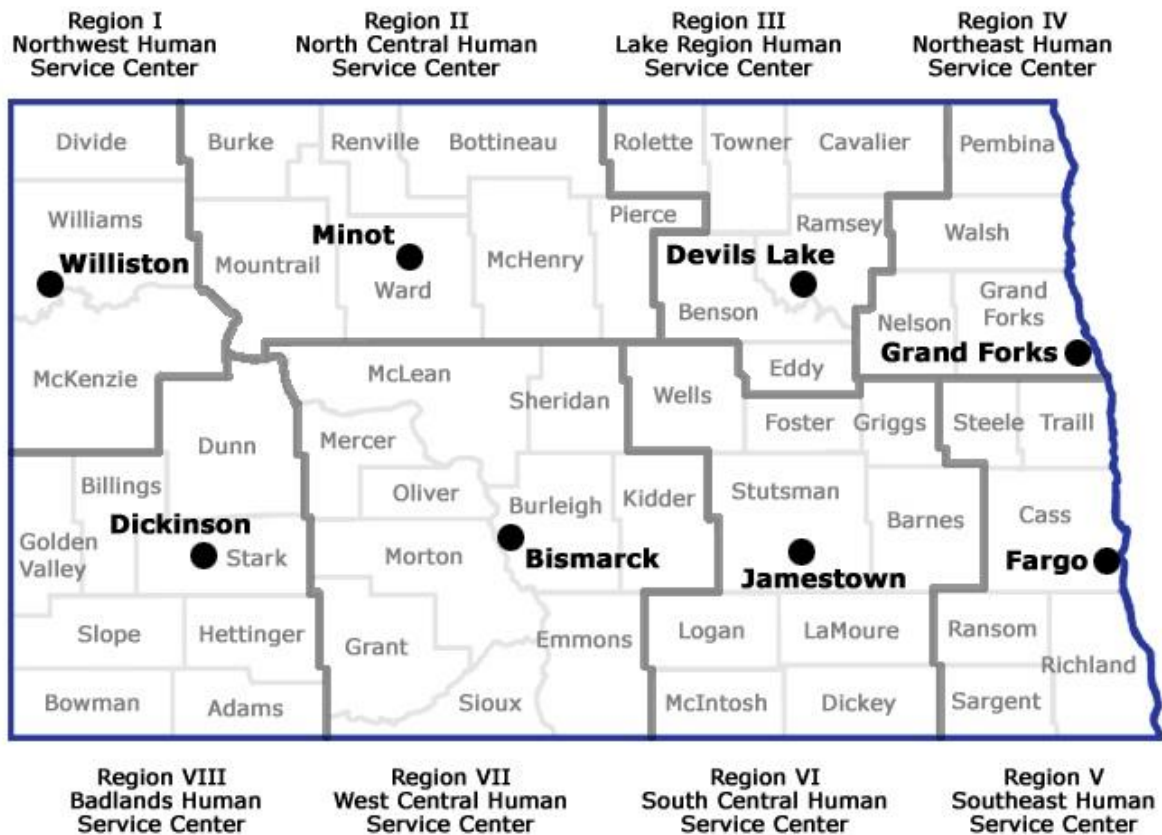 Region I
Northwest Human
Service Center
Region II
North Central Human
Service Center
Region III
Lake Region Human
Service Center
Region IV
Northeast Human
Service Center
Divide
Burke
Renville
Bottineau
Rolette
Towner
Cavalier
Pembina
Williams
Pierce
Ramsey
Walsh
Williston
Minot
Mountrail
Ward
McHenry
Devils Lake
Benson
Nelson
Grand
Forks
Grand Forks
McKenzie
McLean
Sheridan
Wells
Eddy
Dunn
Mercer
Foster
Griggs
Steele
Traill
Billings
Oliver
Burleigh
Kidder
Stutsman
Barnes
Cass
Dickinson
Golden
Valley
Stark
Morton
Bismarck
Jamestown
Fargo
Slope
Hettinger
Grant
Emmons
Logan
LaMoure
Ransom
Richland
Bowman
Adams
Sioux
McIntosh
Dickey
Sargent
Region VIII
Badlands Human
Service Center
Region VII
West Central Human
Service Center
Region VI
South Central Human
Service Center
Region V
Southeast Human
Service Center